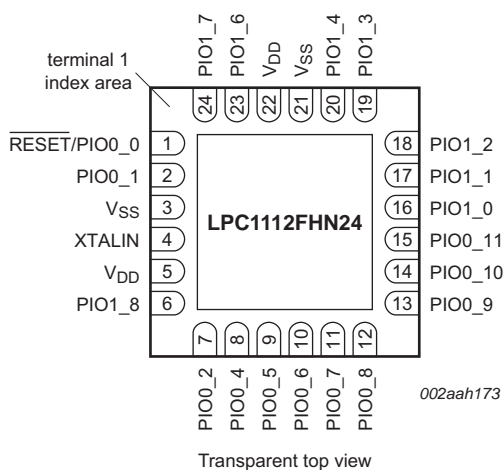 PIO1_7
PIO1_6
VDD
VSS
PIO1_4
PIO1_3
terminal 1
index area
24
23
22
21
20
19
RESET/PIO0_0 1
PIO0_1 2
VSS 3
XTALIN 4
VDD 5
PIO1_8 6
LPC1112FHN24
18 PIO1_2
17 PIO1_1
16 PIO1_0
15 PIO0_11
14 PIO0_10
13 PIO0_9
7
8
9
10
11
12
PIO0_2
PIO0_4
PIO0_5
PIO0_6
PIO0_7
PIO0_8
002aah173
Transparent top view